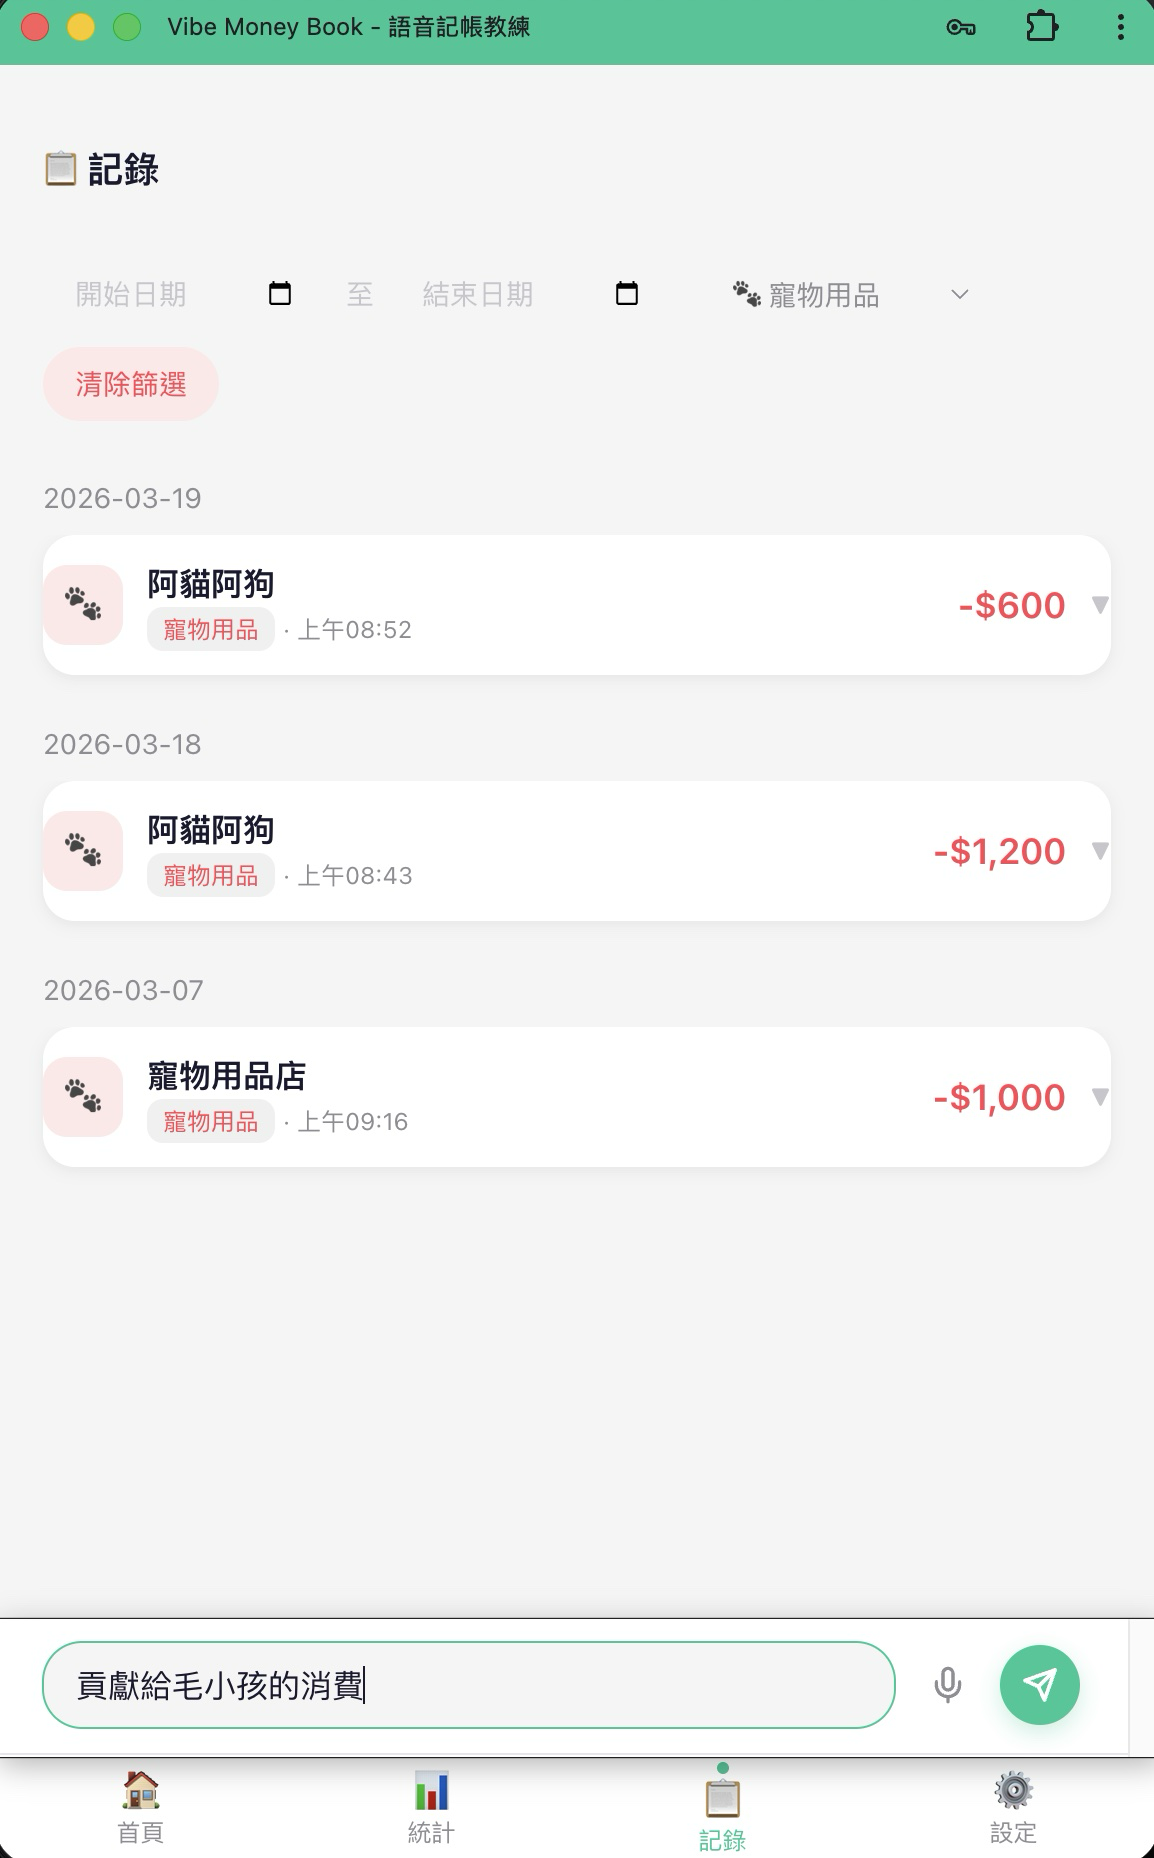 Vibe Money Book - 語音記帳教練
記錄
開始日期 至 結束日期 寵物用品
清除篩選
2026-03-19
阿貓阿狗
寵物用品 · 上午08:52
-$600
2026-03-18
阿貓阿狗
寵物用品 · 上午08:43
-$1,200
2026-03-07
寵物用品店
寵物用品 · 上午09:16
-$1,000
貢獻給毛小孩的消費
首頁 統計 記錄 設定